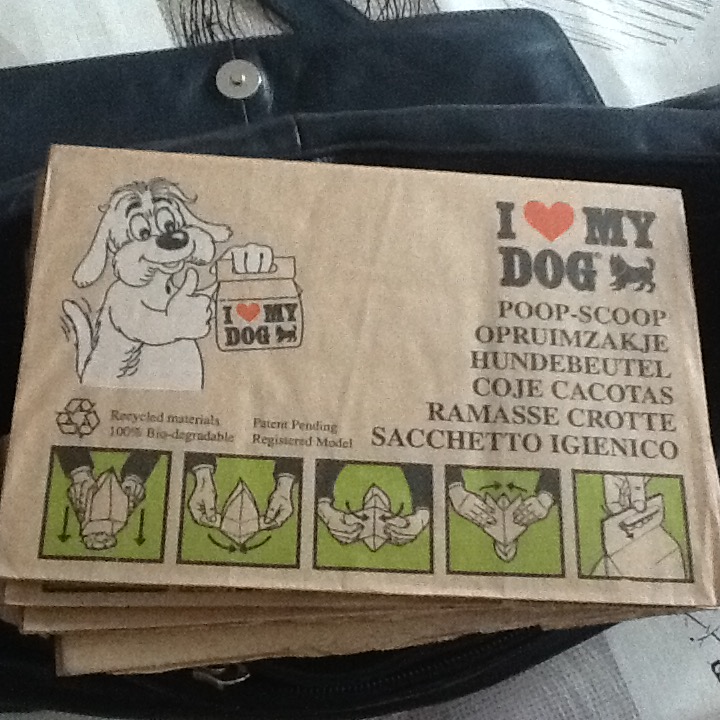 I ❤ MY
DOG®
I ❤ MY
DOG
POOP-SCOOP
OPRUIMZAKJE
HUNDEBEUTEL
COJE CACOTAS
RAMASSE CROTTE
SACCHETTO IGIENICO
Recycled materials
100% Bio-degradable
Patent Pending
Registered Model